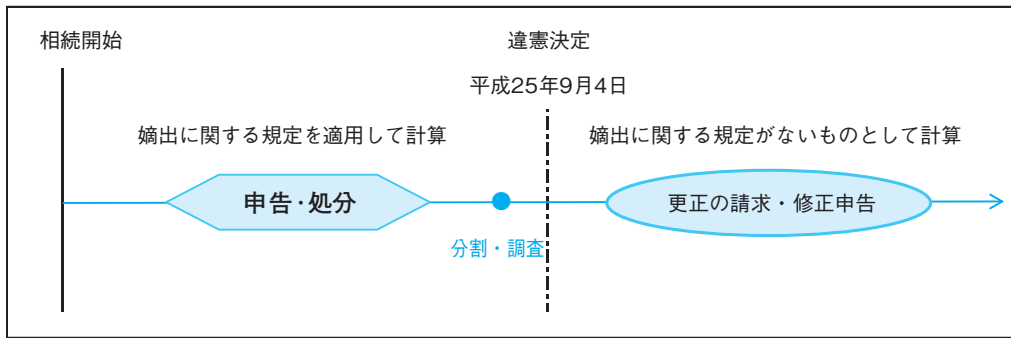 相続開始
違憲決定
平成25年9月4日
嫡出に関する規定を適用して計算
嫡出に関する規定がないものとして計算
申告・処分
更正の請求・修正申告
分割・調査